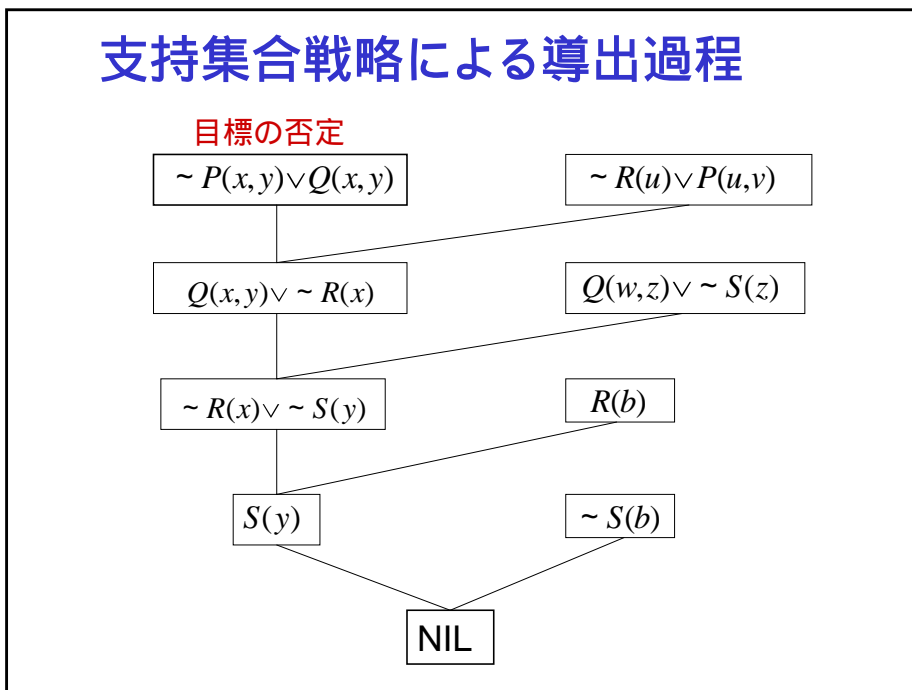 支持集合戦略による導出過程
目標の否定
~ P(x, y)∨Q(x, y)
~ R(u)∨P(u,v)
Q(x, y)∨ ~ R(x)
Q(w,z)∨ ~ S(z)
~ R(x)∨ ~ S(y)
R(b)
S(y)
~ S(b)
NIL